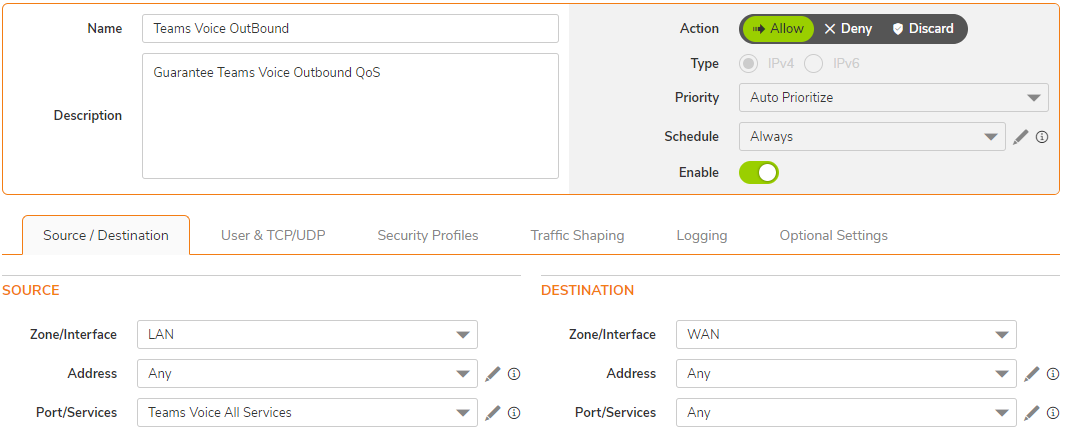 Name Teams Voice OutBound
Description Guarantee Teams Voice Outbound QoS
Action Allow Deny Discard
Type IPv4 IPv6
Priority Auto Prioritize
Schedule Always
Enable
Source / Destination User & TCP/UDP Security Profiles Traffic Shaping Logging Optional Settings
SOURCE
Zone/Interface LAN
Address Any
Port/Services Teams Voice All Services
DESTINATION
Zone/Interface WAN
Address Any
Port/Services Any